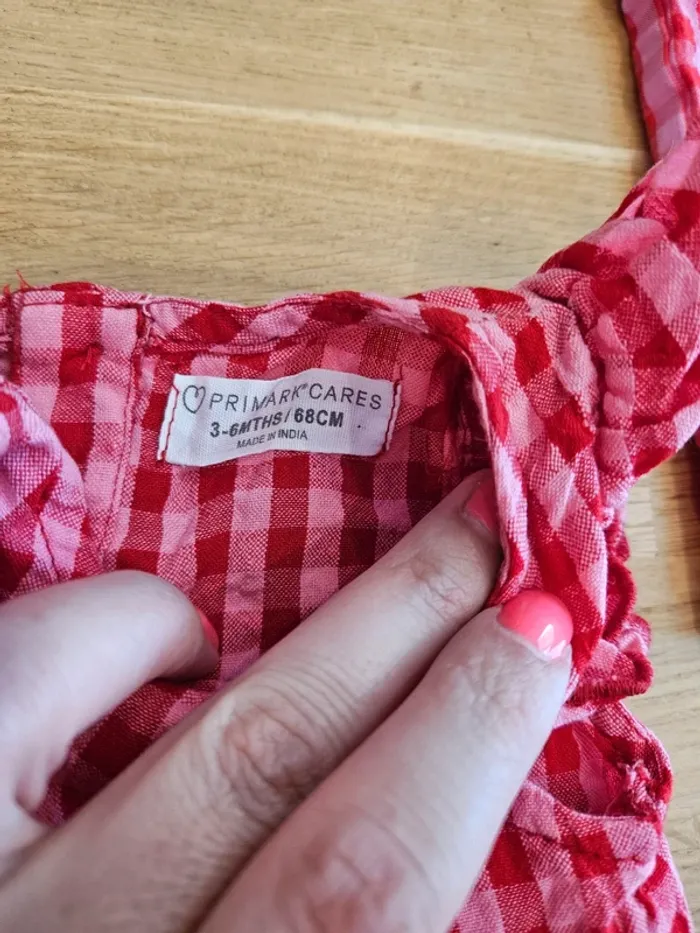 PRIMARK® CARES
3-6MTHS / 68CM
MADE IN INDIA